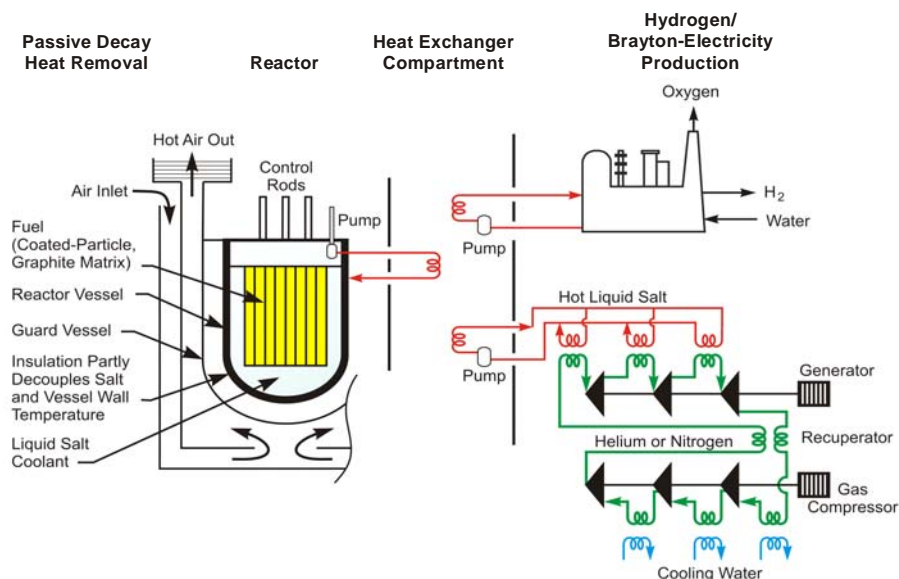 Passive Decay
Heat Removal
Reactor
Heat Exchanger
Compartment
Hydrogen/
Brayton-Electricity
Production
Oxygen
Hot Air Out
Control
Rods
Air Inlet
Pump
H2
Water
Pump
Fuel
(Coated-Particle,
Graphite Matrix)
Reactor Vessel
Guard Vessel
Insulation Partly
Decouples Salt
and Vessel Wall
Temperature
Liquid Salt
Coolant
Hot Liquid Salt
Pump
Generator
Helium or Nitrogen
Recuperator
Gas
Compressor
Cooling Water